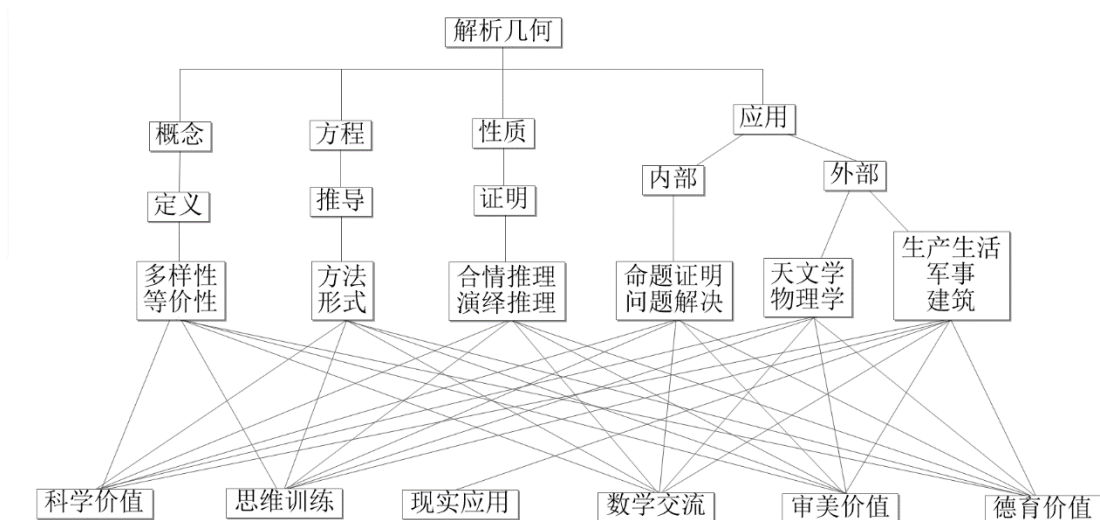 解析几何
概念
方程
性质
应用
内部
外部
定义
推导
证明
多样性
等价性
方法
形式
合情推理
演绎推理
命题证明
问题解决
天文学
物理学
生产生活
军事
建筑
科学价值
思维训练
现实应用
数学交流
审美价值
德育价值